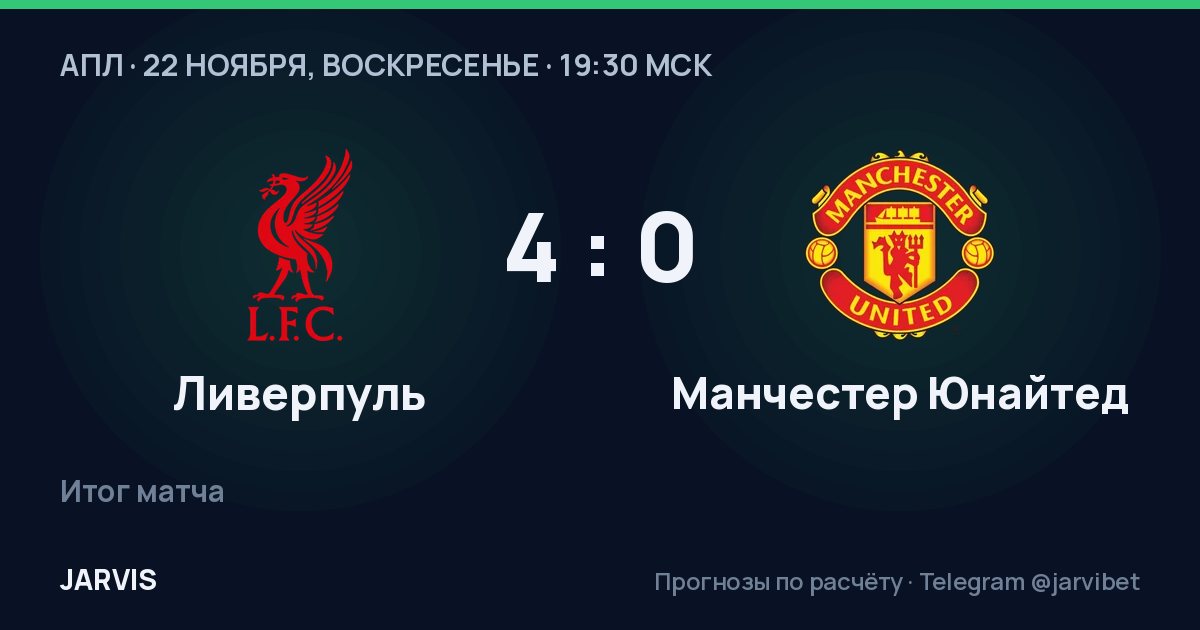 АПЛ · 22 НОЯБРЯ, ВОСКРЕСЕНЬЕ · 19:30 МСК
L.F.C.
MANCHESTER
UNITED
4 : 0
Ливерпуль
Манчестер Юнайтед
Итог матча
JARVIS
Прогнозы по расчёту · Telegram @jarvibet